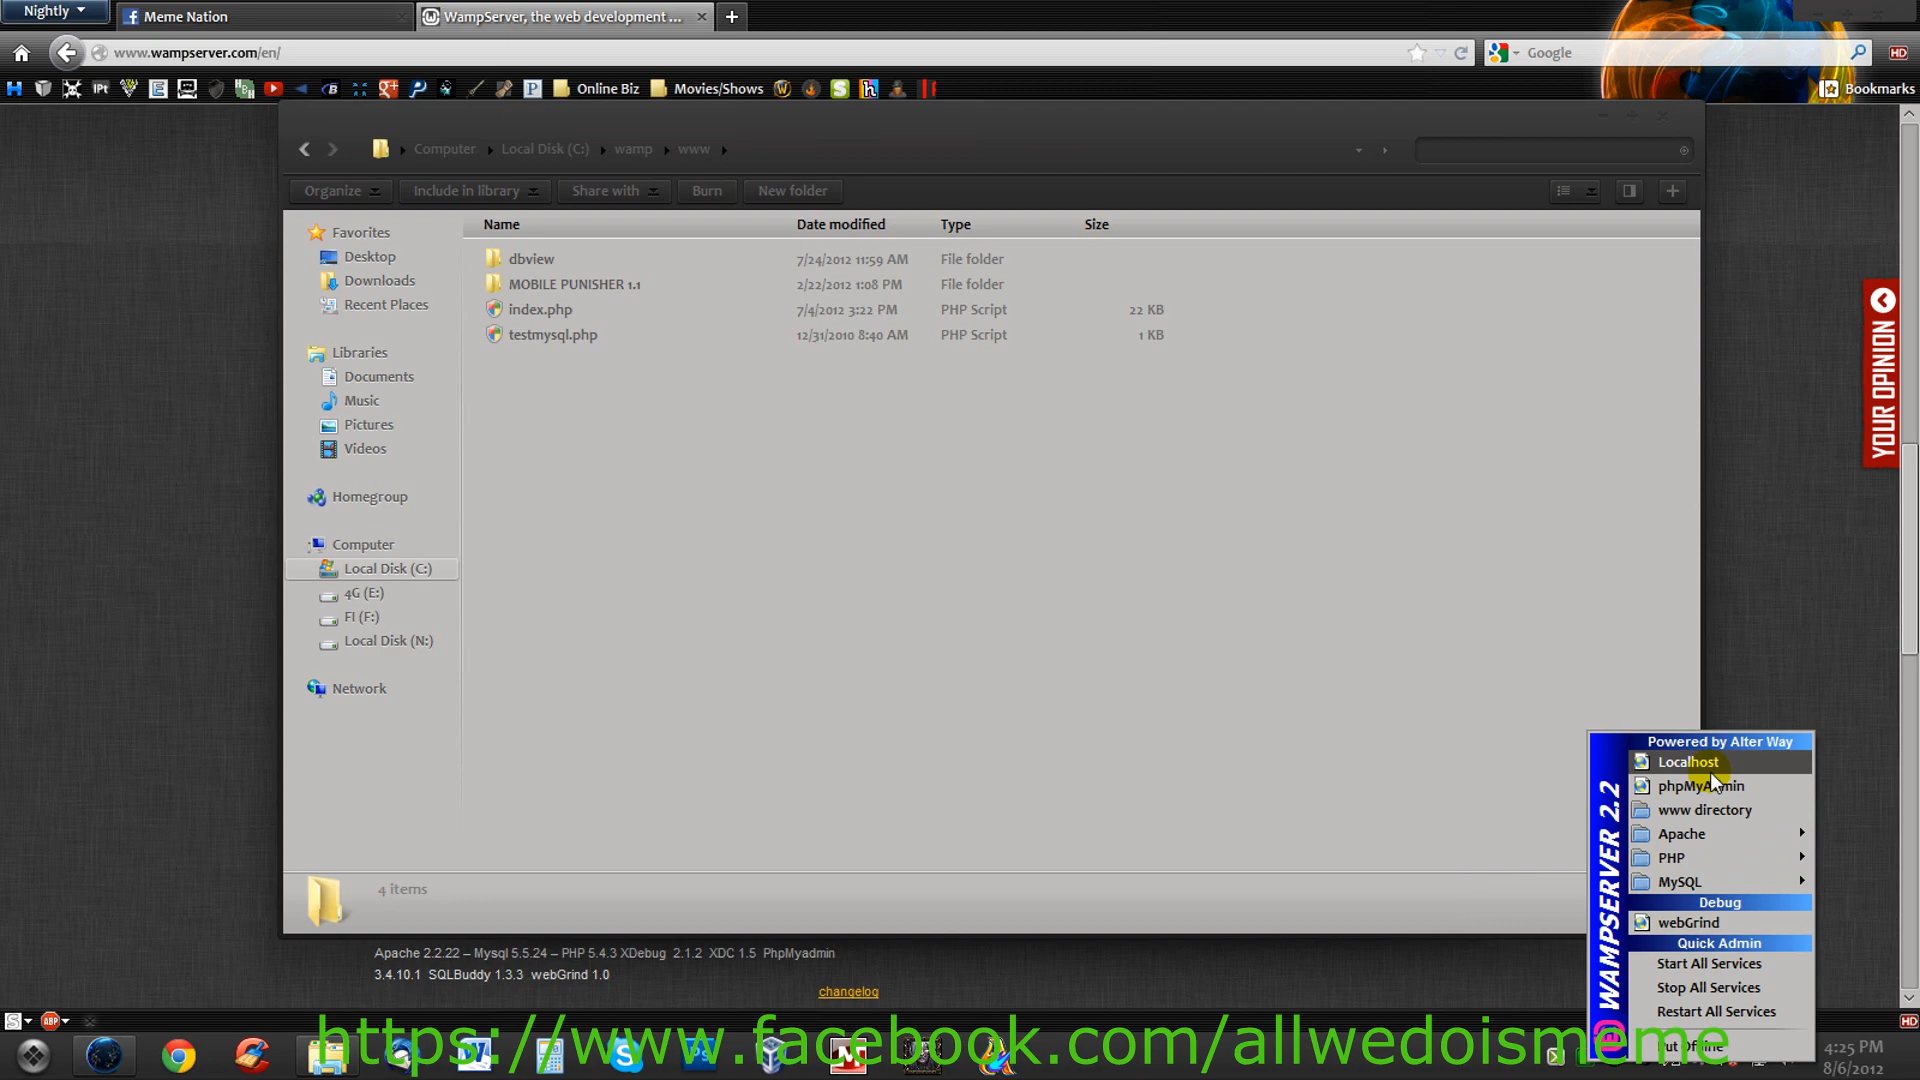 Nightly
Meme Nation
WampServer, the web development ...
www.wampserver.com/en/
Google
Online Biz
Movies/Shows
Bookmarks
Computer
Local Disk (C:)
wamp
www
Organize
Include in library
Share with
Burn
New folder
Name
Date modified
Type
Size
Favorites
Desktop
Downloads
Recent Places
Libraries
Documents
Music
Pictures
Videos
Homegroup
Computer
Local Disk (C:)
4G (E:)
FI (F:)
Local Disk (N:)
Network
dbview 7/24/2012 11:59 AM File folder
MOBILE PUNISHER 1.1 2/22/2012 1:08 PM File folder
index.php 7/4/2012 3:22 PM PHP Script 22 KB
testmysql.php 12/31/2010 8:40 AM PHP Script 1 KB
4 items
YOUR OPINION
Apache 2.2.22 – Mysql 5.5.24 – PHP 5.4.3 XDebug 2.1.2 XDC 1.5 PhpMyadmin
3.4.10.1 SQLBuddy 1.3.3 webGrind 1.0
changelog
WAMPSERVER 2.2
Powered by Alter Way
Localhost
phpMyAdmin
www directory
Apache
PHP
MySQL
Debug
webGrind
Quick Admin
Start All Services
Stop All Services
Restart All Services
Put Offline
https://www.facebook.com/allwedoismeme
4:25 PM
8/6/2012